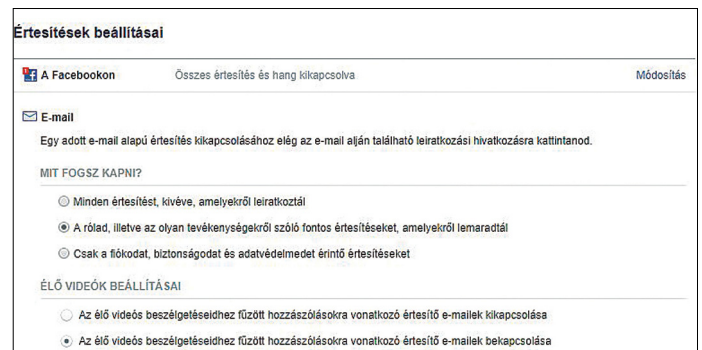 Értesítések beállításai
A Facebookon Összes értesítés és hang kikapcsolva Módosítás
E-mail
Egy adott e-mail alapú értesítés kikapcsolásához elég az e-mail alján található leiratkozási hivatkozásra kattintanod.
MIT FOGSZ KAPNI?
Minden értesítést, kivéve, amelyekről leiratkoztál
A rólad, illetve az olyan tevékenységekről szóló fontos értesítéseket, amelyekről lemaradtál
Csak a fiókodat, biztonságodat és adatvédelmedet érintő értesítéseket
ÉLŐ VIDEÓK BEÁLLÍTÁSAI
Az élő videós beszélgetéseidhez fűzött hozzászólásokra vonatkozó értesítő e-mailek kikapcsolása
Az élő videós beszélgetéseidhez fűzött hozzászólásokra vonatkozó értesítő e-mailek bekapcsolása